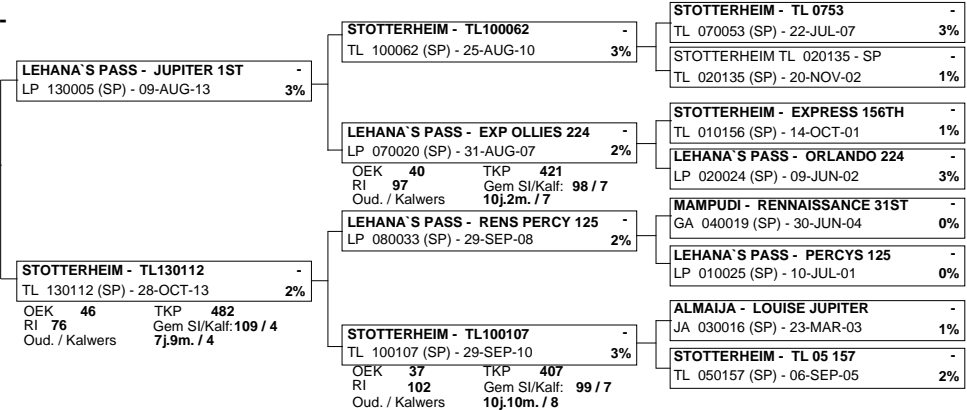 -
LEHANA`S PASS - JUPITER 1ST -
LP 130005 (SP) - 09-AUG-13 3%
STOTTERHEIM - TL130112 -
TL 130112 (SP) - 28-OCT-13 2%
OEK 46 TKP 482
RI 76 Gem SI/Kalf: 109 / 4
Oud. / Kalwers 7j.9m. / 4
STOTTERHEIM - TL100062 -
TL 100062 (SP) - 25-AUG-10 3%
LEHANA`S PASS - EXP OLLIES 224 -
LP 070020 (SP) - 31-AUG-07 2%
OEK 40 TKP 421
RI 97 Gem SI/Kalf: 98 / 7
Oud. / Kalwers 10j.2m. / 7
LEHANA`S PASS - RENS PERCY 125 -
LP 080033 (SP) - 29-SEP-08 2%
STOTTERHEIM - TL100107 -
TL 100107 (SP) - 29-SEP-10 3%
OEK 37 TKP 407
RI 102 Gem SI/Kalf: 99 / 7
Oud. / Kalwers 10j.10m. / 8
STOTTERHEIM - TL 0753 -
TL 070053 (SP) - 22-JUL-07 3%
STOTTERHEIM TL 020135 - SP -
TL 020135 (SP) - 20-NOV-02 1%
STOTTERHEIM - EXPRESS 156TH -
TL 010156 (SP) - 14-OCT-01 1%
LEHANA`S PASS - ORLANDO 224 -
LP 020024 (SP) - 09-JUN-02 3%
MAMPUDI - RENNAISSANCE 31ST -
GA 040019 (SP) - 30-JUN-04 0%
LEHANA`S PASS - PERCYS 125 -
LP 010025 (SP) - 10-JUL-01 0%
ALMAIJA - LOUISE JUPITER -
JA 030016 (SP) - 23-MAR-03 1%
STOTTERHEIM - TL 05 157 -
TL 050157 (SP) - 06-SEP-05 2%